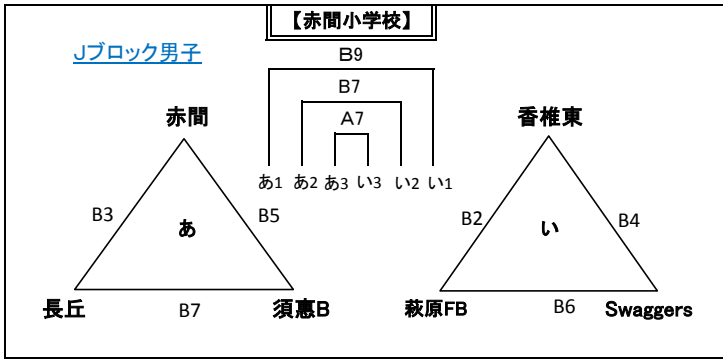 【赤間小学校】
Jブロック男子
B9
B7
A7
赤間
香椎東
あ1 あ2 あ3 い3 い2 い1
B3
あ
B5
B2
い
B4
長丘
B7
須恵B
萩原FB
B6
Swaggers